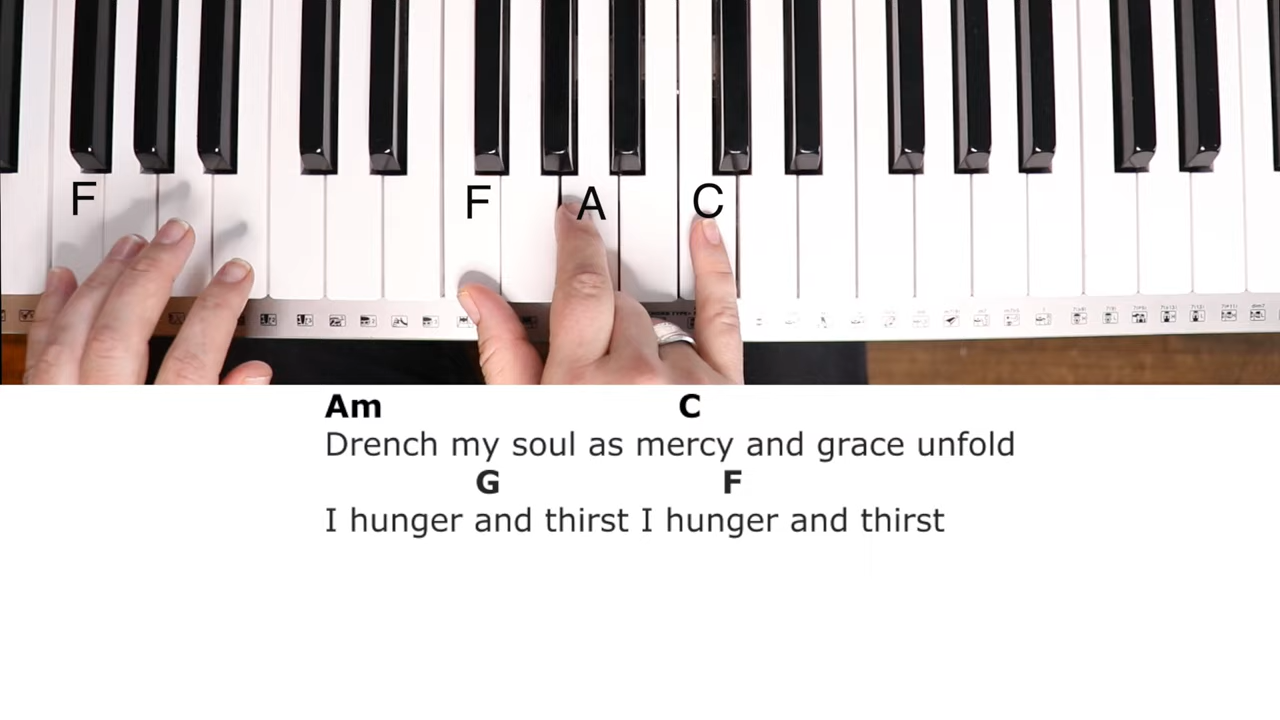 F F A C
Am C
Drench my soul as mercy and grace unfold
G F
I hunger and thirst I hunger and thirst